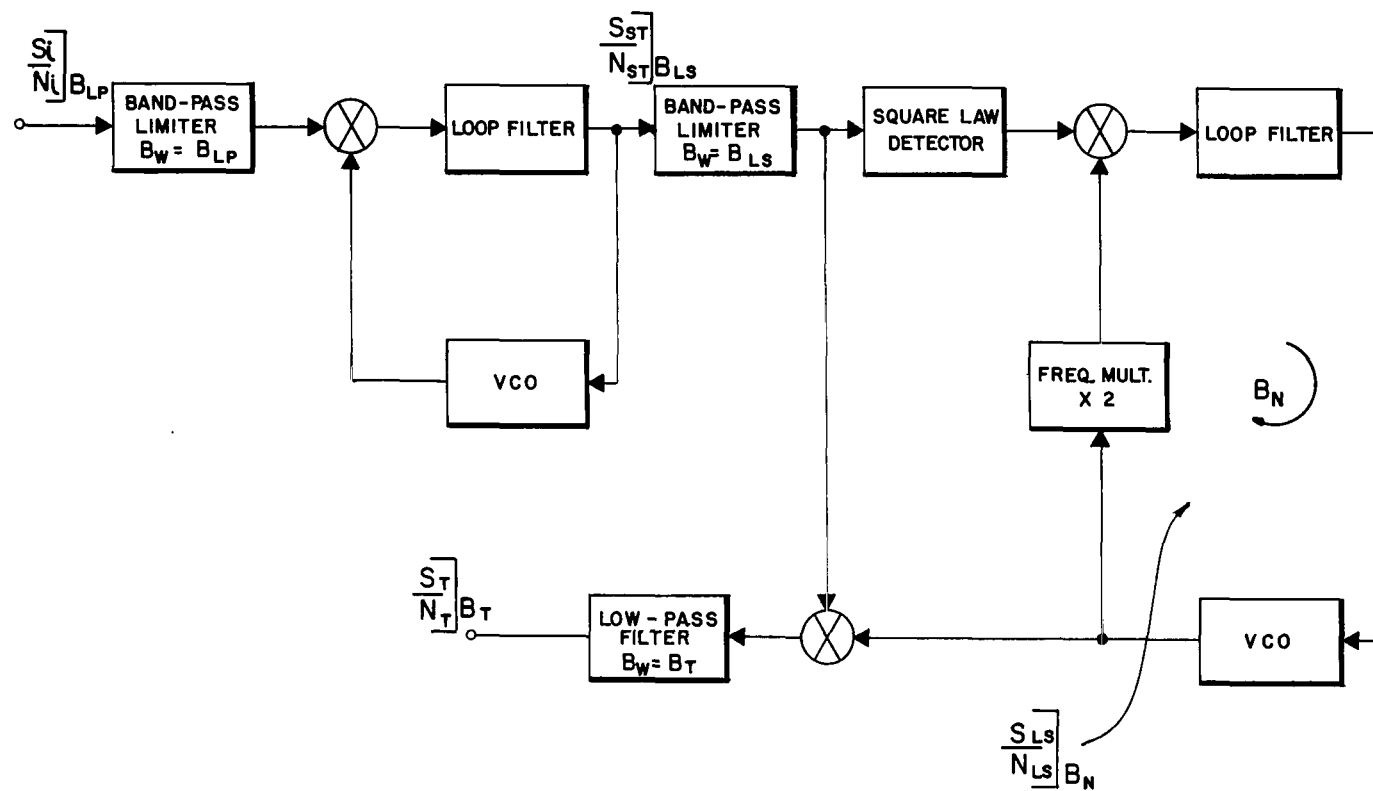 Si
Ni
BLP
BAND-PASS
LIMITER
BW = BLP
LOOP FILTER
SST
NST
BLS
BAND-PASS
LIMITER
BW = BLS
SQUARE LAW
DETECTOR
LOOP FILTER
VCO
FREQ. MULT.
X 2
BN
ST
NT
BT
LOW-PASS
FILTER
BW = BT
VCO
SLS
NLS
BN